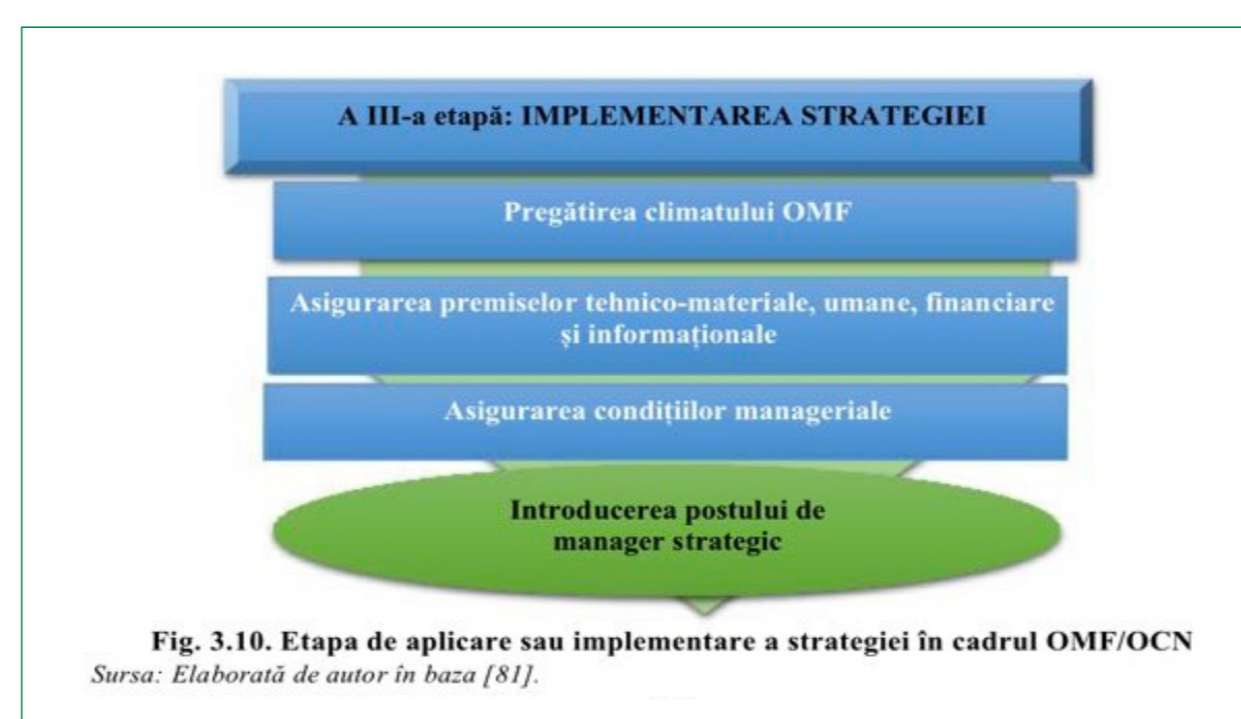 A III-a etapă: IMPLEMENTAREA STRATEGIEI
Pregătirea climatului OMF
Asigurarea premiselor tehnico-materiale, umane, financiare
și informaționale
Asigurarea condițiilor manageriale
Introducerea postului de
manager strategic
Fig. 3.10. Etapa de aplicare sau implementare a strategiei în cadrul OMF/OCN
Sursa: Elaborată de autor în baza [81].